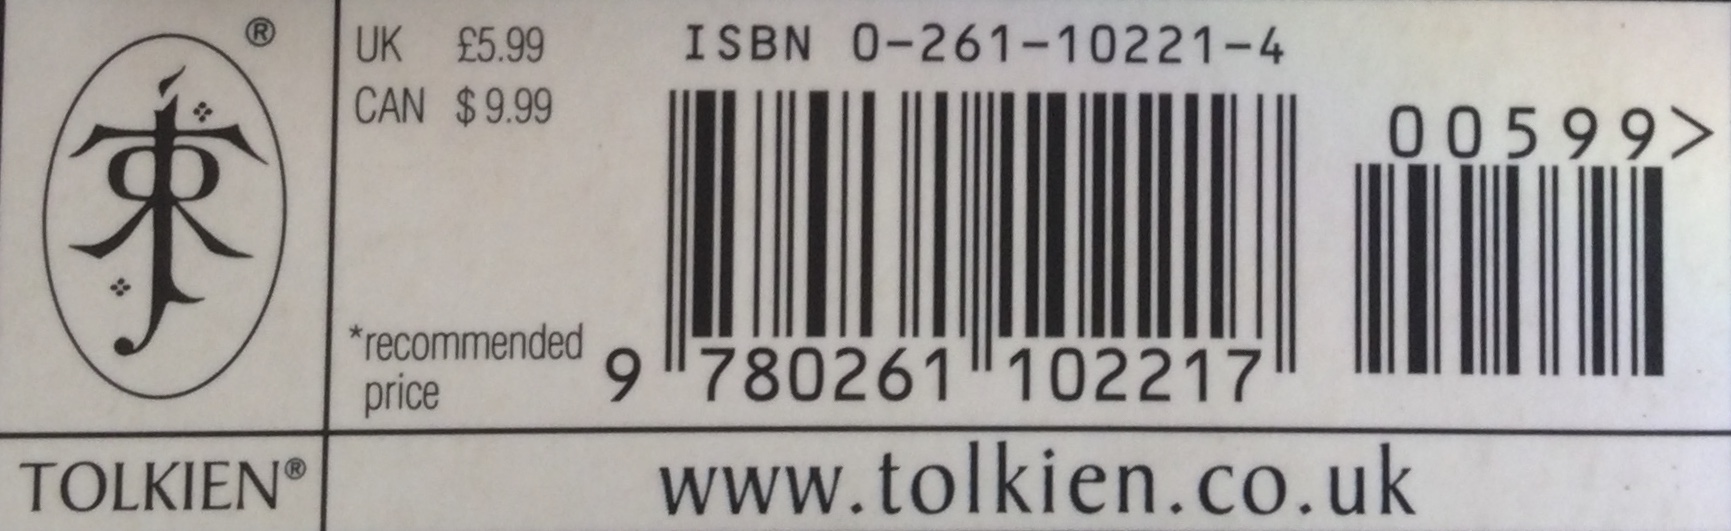 ®
UK £5.99
CAN $9.99
*recommended
price
ISBN 0-261-10221-4
9 780261 102217
00599>
TOLKIEN®
www.tolkien.co.uk